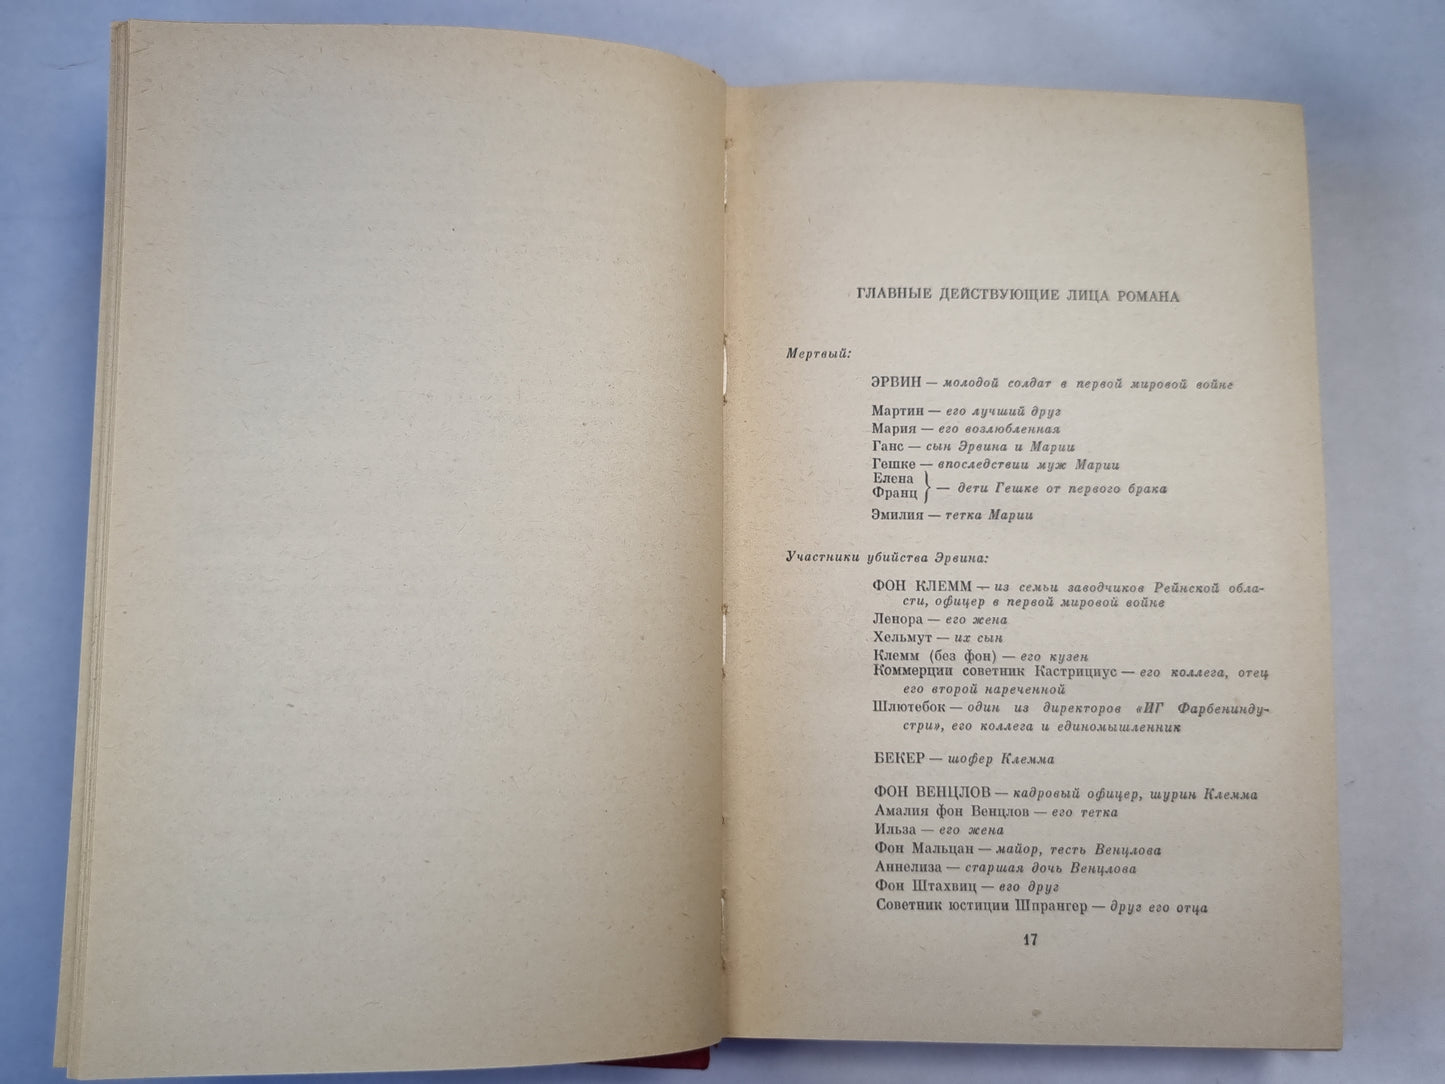 ГЛАВНЫЕ ДЕЙСТВУЮЩИЕ ЛИЦА РОМАНА
Мертвый:
ЭРВИН — молодой солдат в первой мировой войне
Мартин — его лучший друг
Мария — его возлюбленная
Ганс — сын Эрвина и Марии
Гешке — впоследствии муж Марии
Елена
Франц } — дети Гешке от первого брака
Эмилия — тетка Марии
Участники убийства Эрвина:
ФОН КЛЕММ — из семьи заводчиков Рейнской обла-
сти, офицер в первой мировой войне
Ленора — его жена
Хельмут — их сын
Клемм (без фон) — его кузен
Коммерции советник Кастрициус — его коллега, отец
его второй нареченной
Шлютебок — один из директоров «ИГ Фарбениндy-
стри», его коллега и единомышленник
БЕКЕР — шофер Клемма
ФОН ВЕНЦЛОВ — кадровый офицер, шурин Клемма
Амалия фон Венцлов — его тетка
Ильза — его жена
Фон Мальцан — майор, тесть Венцлова
Аннелиза — старшая дочь Венцлова
Фон Штахвиц — его друг
Советник юстиции Шпрангер — друг его отца
17